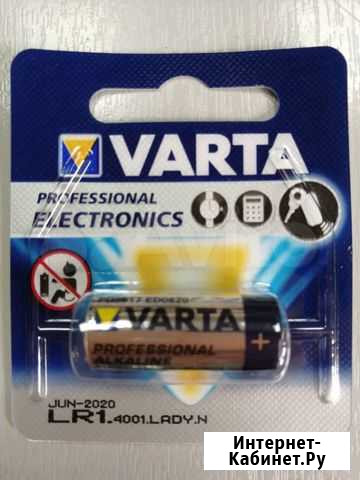 VARTA
PROFESSIONAL
ELECTRONICS
VARTA
+
PROFESSIONAL
ALKALINE
JUN-2020
LR1.4001.LADY.N
Интернет-
Кабинет.Ру